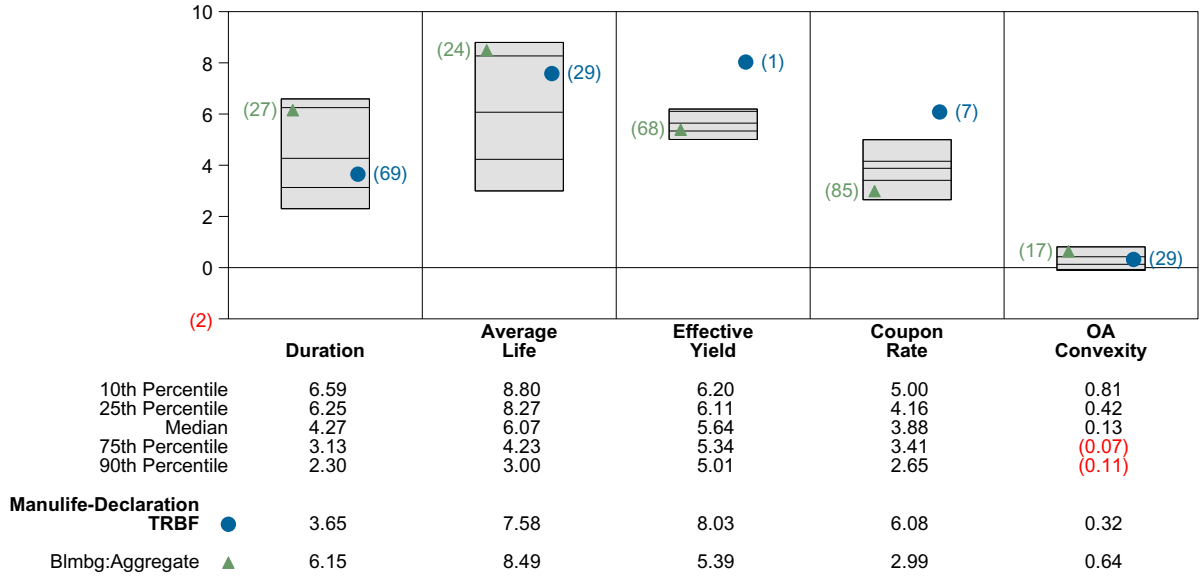 10
8
6
4
2
0
(2)
(27)
(69)
(24)
(29)
(1)
(68)
(7)
(85)
(17)
(29)
Duration
Average
Life
Effective
Yield
Coupon
Rate
OA
Convexity
10th Percentile 6.59 8.80 6.20 5.00 0.81
25th Percentile 6.25 8.27 6.11 4.16 0.42
Median 4.27 6.07 5.64 3.88 0.13
75th Percentile 3.13 4.23 5.34 3.41 (0.07)
90th Percentile 2.30 3.00 5.01 2.65 (0.11)
Manulife-Declaration
TRBF 3.65 7.58 8.03 6.08 0.32
Blmbg:Aggregate 6.15 8.49 5.39 2.99 0.64